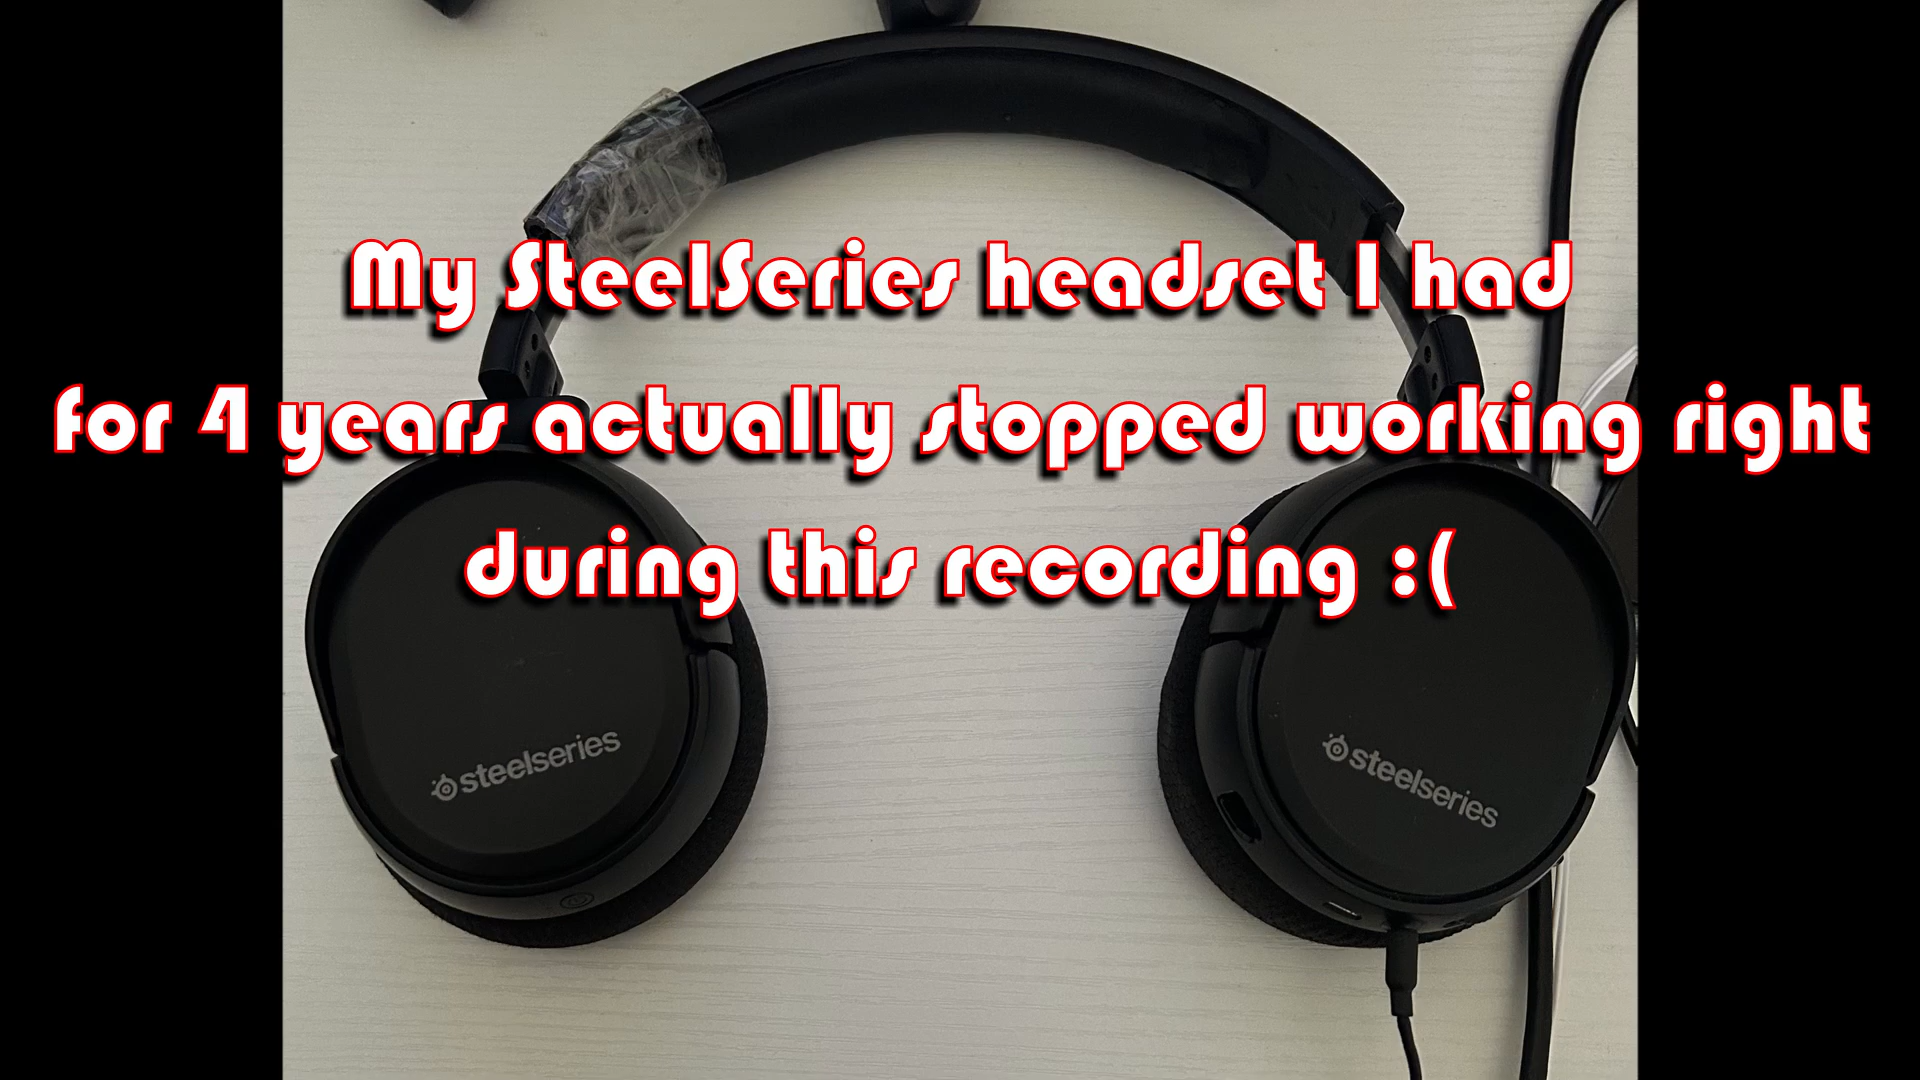 My SteelSeries headset I had
for 4 years actually stopped working right
during this recording :(
steelseries
steelseries